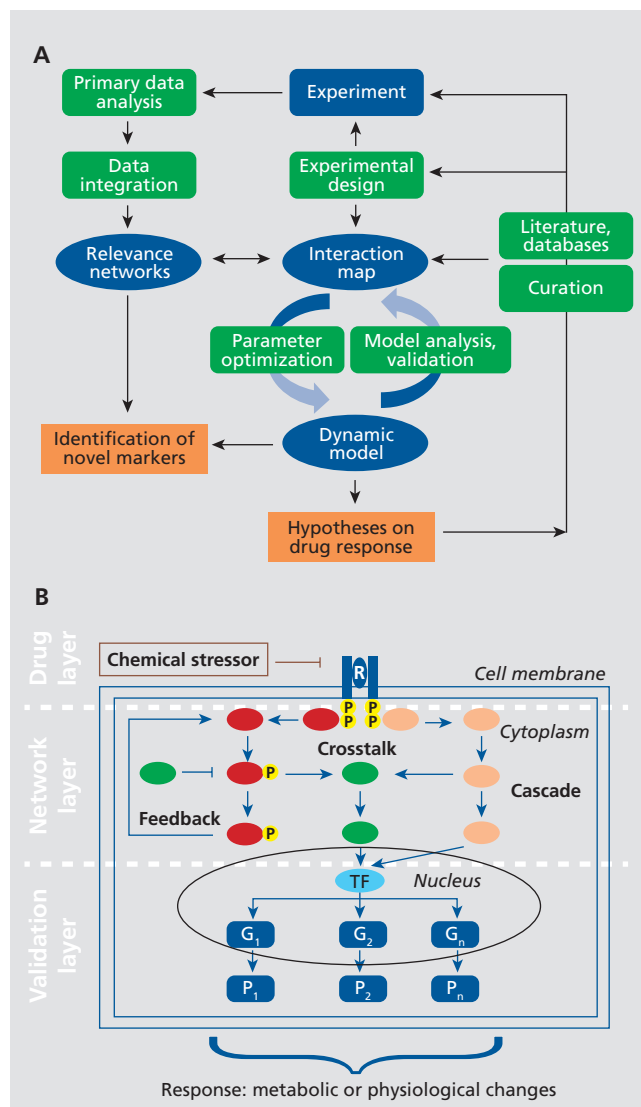 A
Primary data
analysis
Experiment
Data
integration
Experimental
design
Literature,
databases
Relevance
networks
Interaction
map
Curation
Parameter
optimization
Model analysis,
validation
Identification of
novel markers
Dynamic
model
Hypotheses on
drug response
B
Drug
layer
Chemical stressor
R
Cell membrane
P
P
P
P
Cytoplasm
Network
layer
Crosstalk
P
Cascade
Feedback
P
Validation
layer
TF
Nucleus
G1
G2
Gn
P1
P2
Pn
Response: metabolic or physiological changes